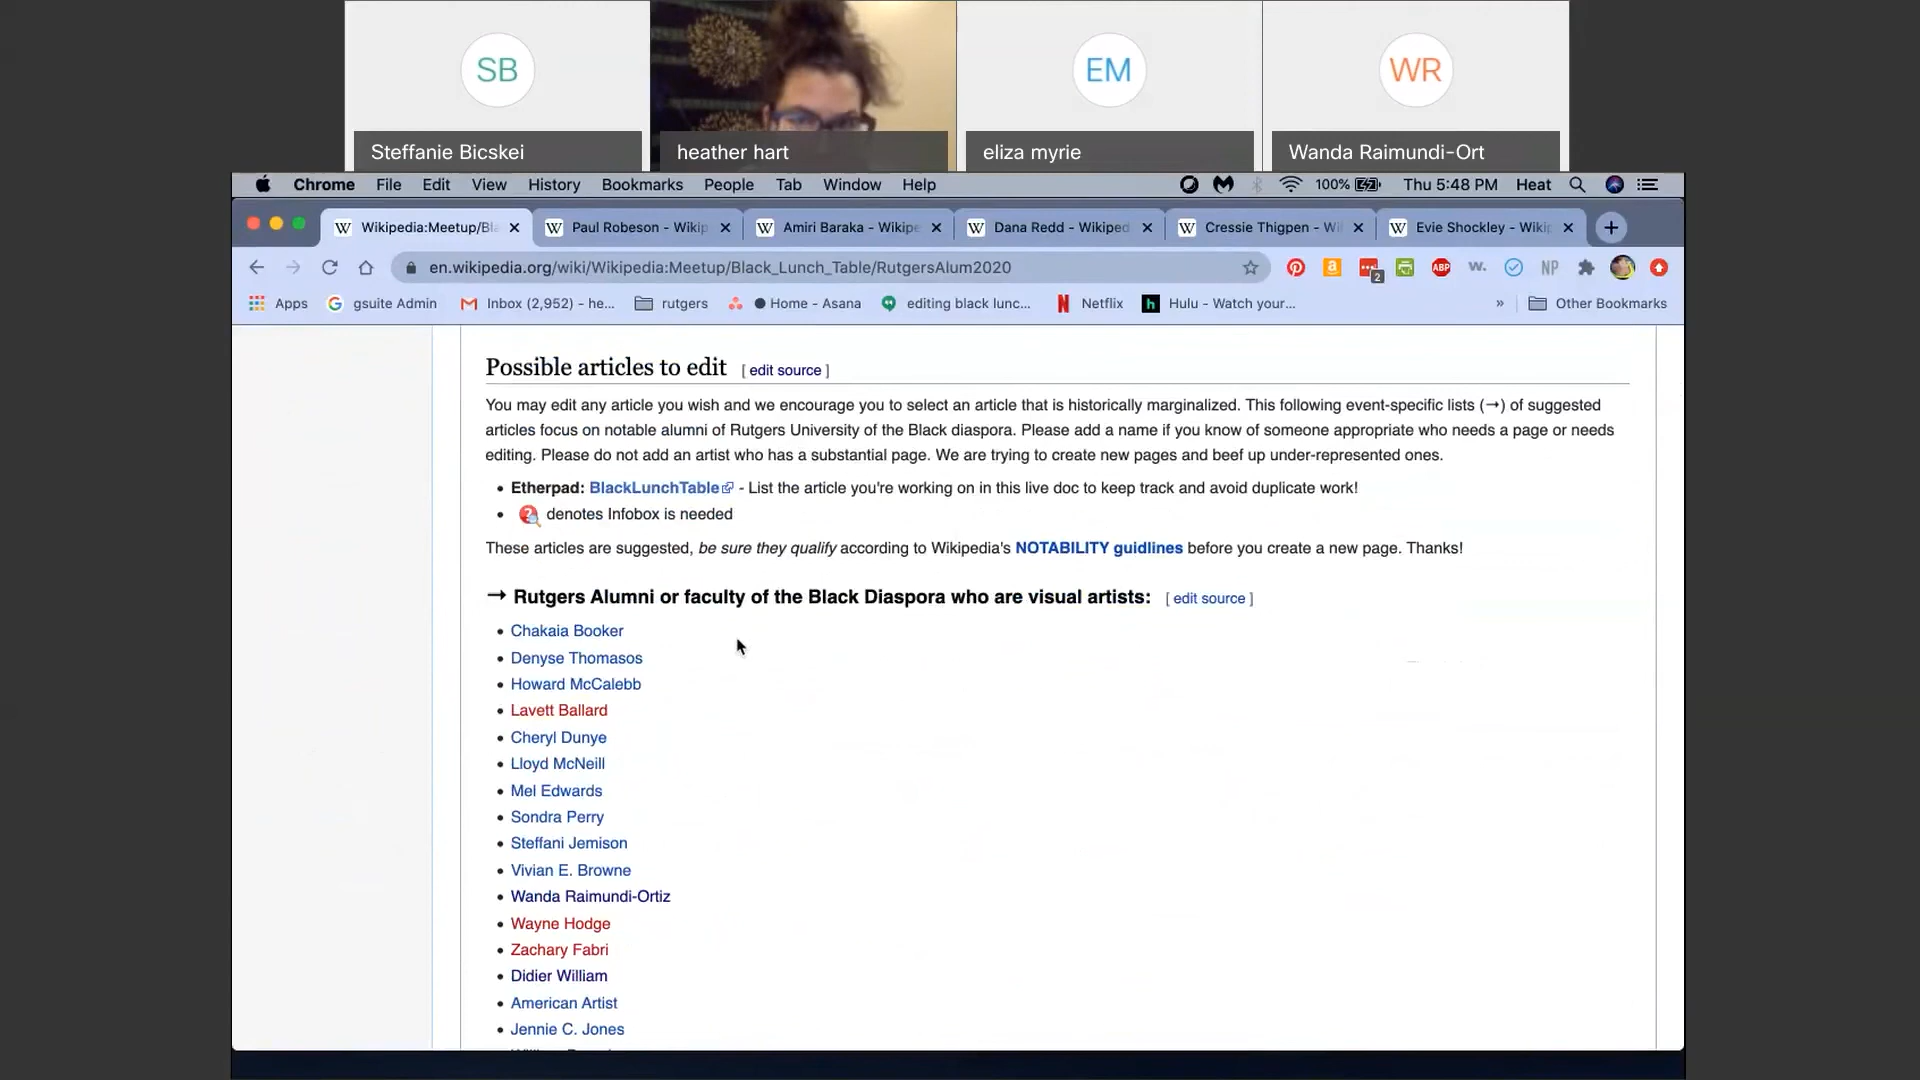 SB
EM
WR
Steffanie Bicskei
heather hart
eliza myrie
Wanda Raimundi-Ort
Chrome File Edit View History Bookmarks People Tab Window Help 100% Thu 5:48 PM Heat
Wikipedia:Meetup/Bla
Paul Robeson - Wikip
Amiri Baraka - Wikipe
Dana Redd - Wikiped
Cressie Thigpen - Wi
Evie Shockley - Wikip
en.wikipedia.org/wiki/Wikipedia:Meetup/Black_Lunch_Table/RutgersAlum2020
2 ABP w. NP
Apps gsuite Admin Inbox (2,952) - he... rutgers Home - Asana editing black lunc... Netflix Hulu - Watch your... » Other Bookmarks
Possible articles to edit [ edit source ]
You may edit any article you wish and we encourage you to select an article that is historically marginalized. This following event-specific lists (→) of suggested
articles focus on notable alumni of Rutgers University of the Black diaspora. Please add a name if you know of someone appropriate who needs a page or needs
editing. Please do not add an artist who has a substantial page. We are trying to create new pages and beef up under-represented ones.
• Etherpad: BlackLunchTable - List the article you're working on in this live doc to keep track and avoid duplicate work!
• denotes Infobox is needed
These articles are suggested, be sure they qualify according to Wikipedia's NOTABILITY guidlines before you create a new page. Thanks!
→ Rutgers Alumni or faculty of the Black Diaspora who are visual artists: [ edit source ]
• Chakaia Booker
• Denyse Thomasos
• Howard McCalebb
• Lavett Ballard
• Cheryl Dunye
• Lloyd McNeill
• Mel Edwards
• Sondra Perry
• Steffani Jemison
• Vivian E. Browne
• Wanda Raimundi-Ortiz
• Wayne Hodge
• Zachary Fabri
• Didier William
• American Artist
• Jennie C. Jones